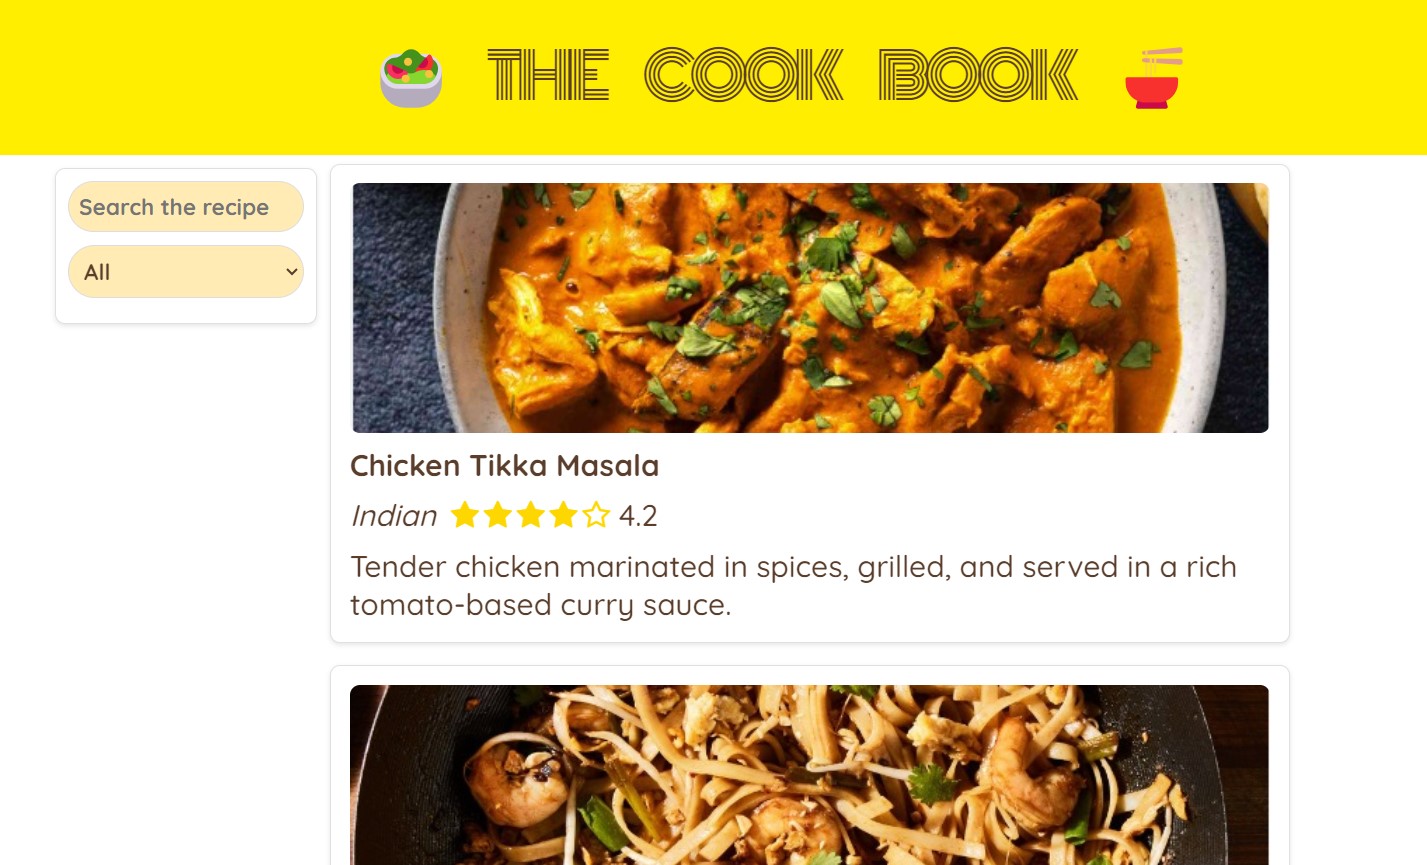 THE COOK BOOK
Search the recipe
All
Chicken Tikka Masala
Indian 4.2
Tender chicken marinated in spices, grilled, and served in a rich
tomato-based curry sauce.